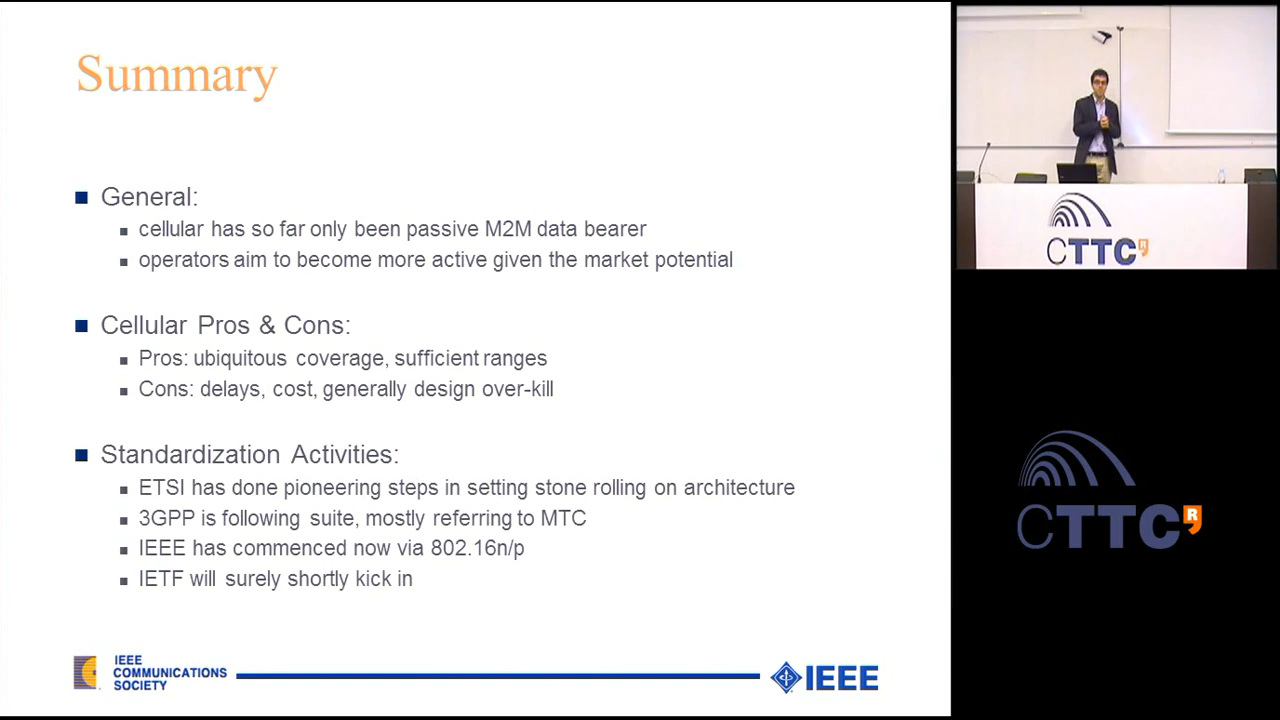 Summary
General:
cellular has so far only been passive M2M data bearer
operators aim to become more active given the market potential
Cellular Pros & Cons:
Pros: ubiquitous coverage, sufficient ranges
Cons: delays, cost, generally design over-kill
Standardization Activities:
ETSI has done pioneering steps in setting stone rolling on architecture
3GPP is following suite, mostly referring to MTC
IEEE has commenced now via 802.16n/p
IETF will surely shortly kick in
IEEE
COMMUNICATIONS
SOCIETY
IEEE
CTTC R
CTTC R